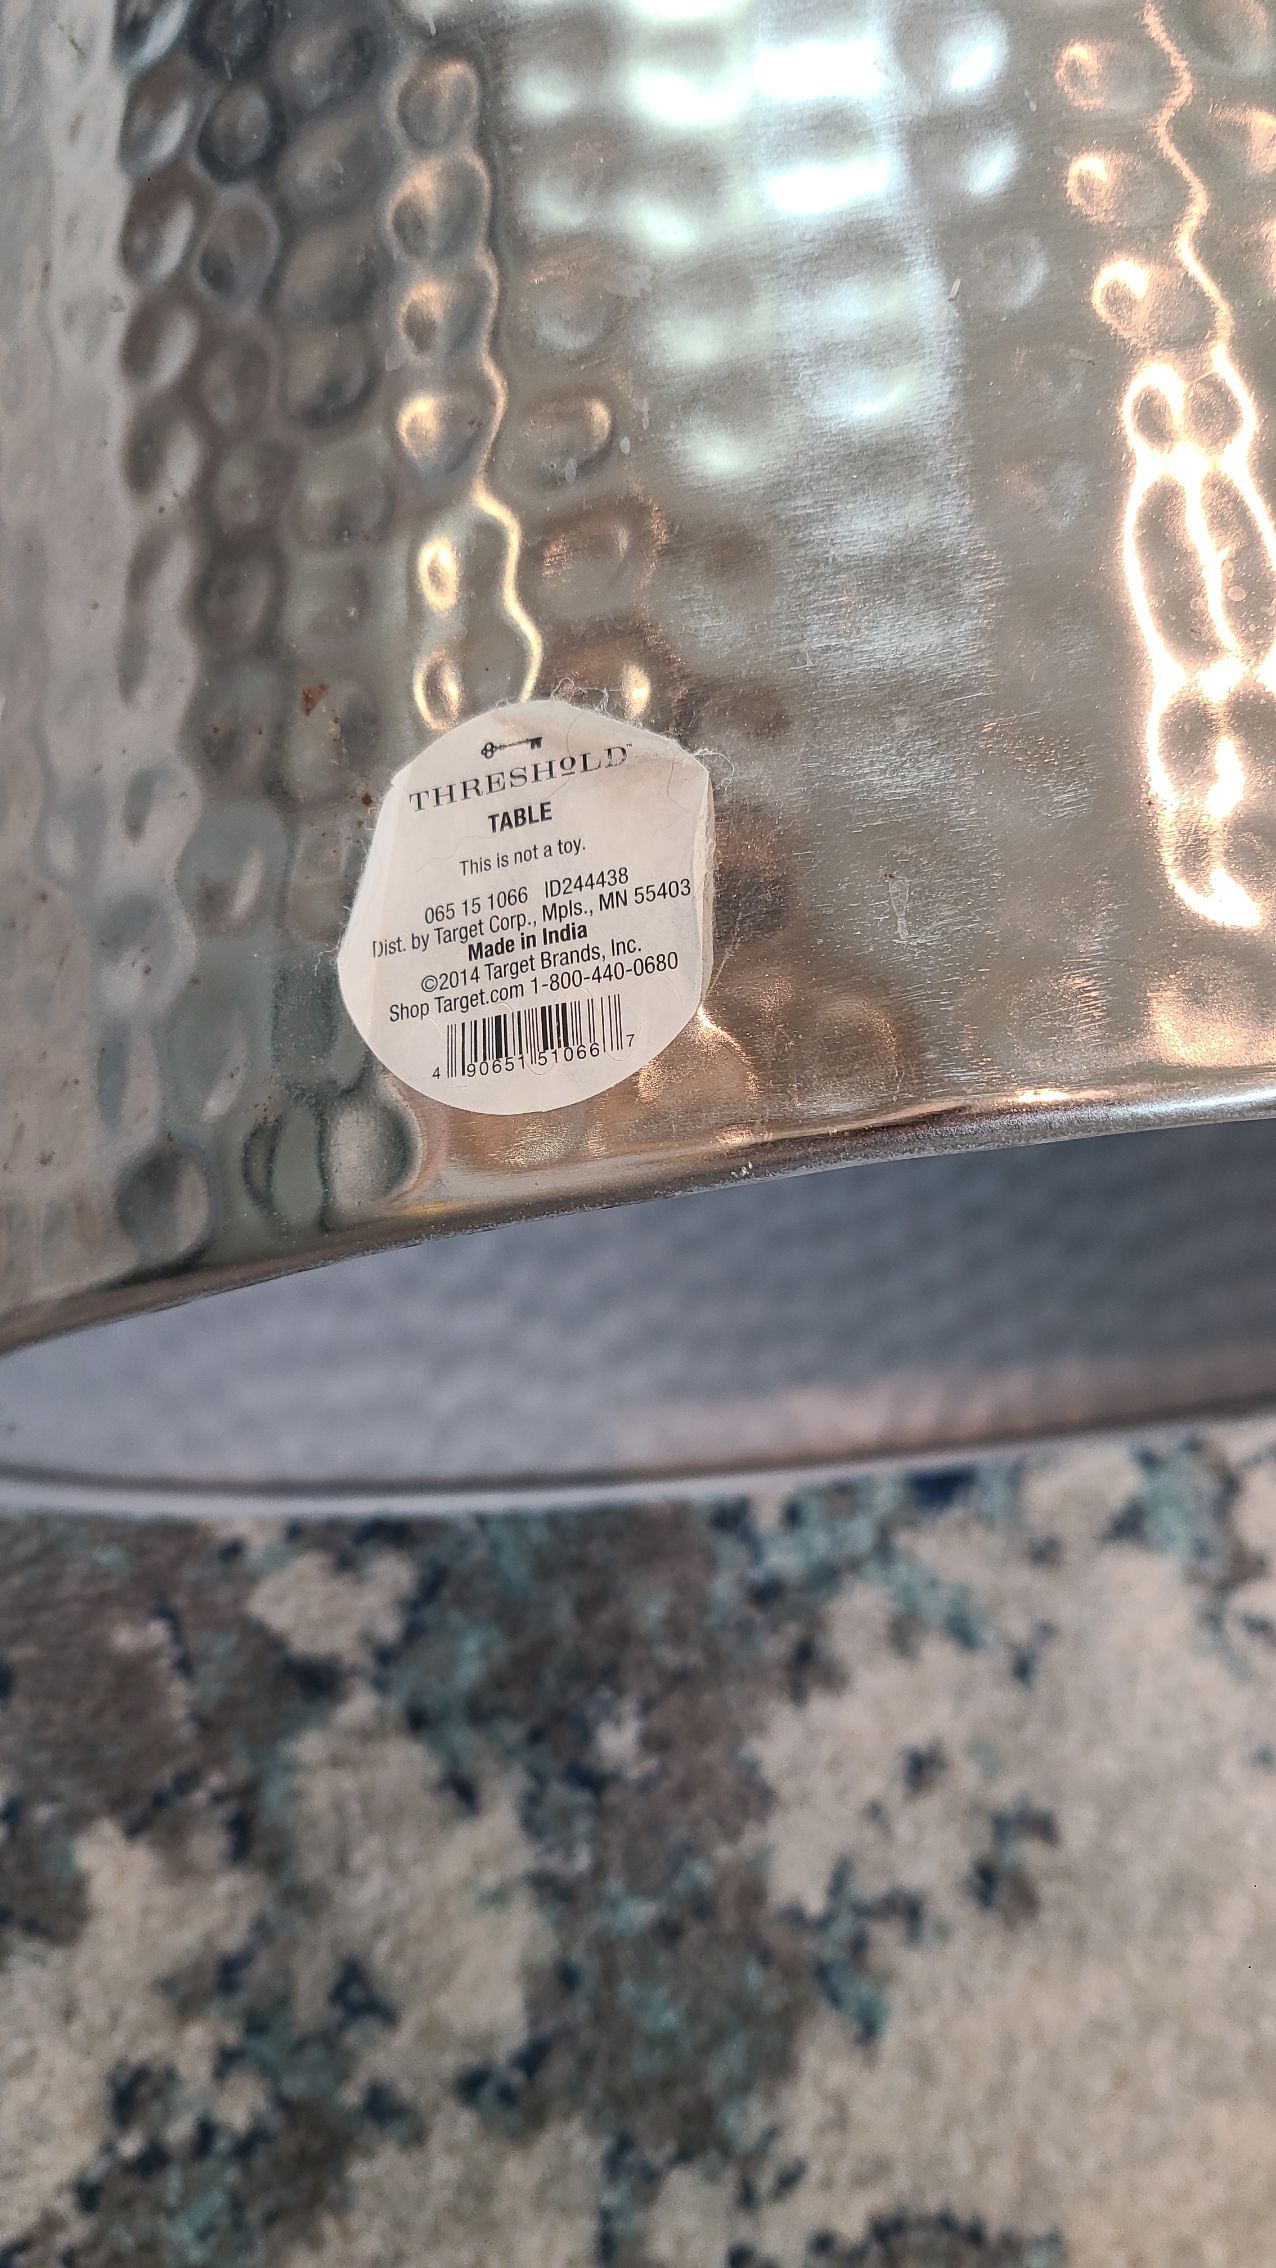 THRESHOLD™
TABLE
This is not a toy.
065 15 1066 ID244438
Dist. by Target Corp., Mpls., MN 55403
Made in India
©2014 Target Brands, Inc.
Shop Target.com 1-800-440-0680
4 90651 51066 7